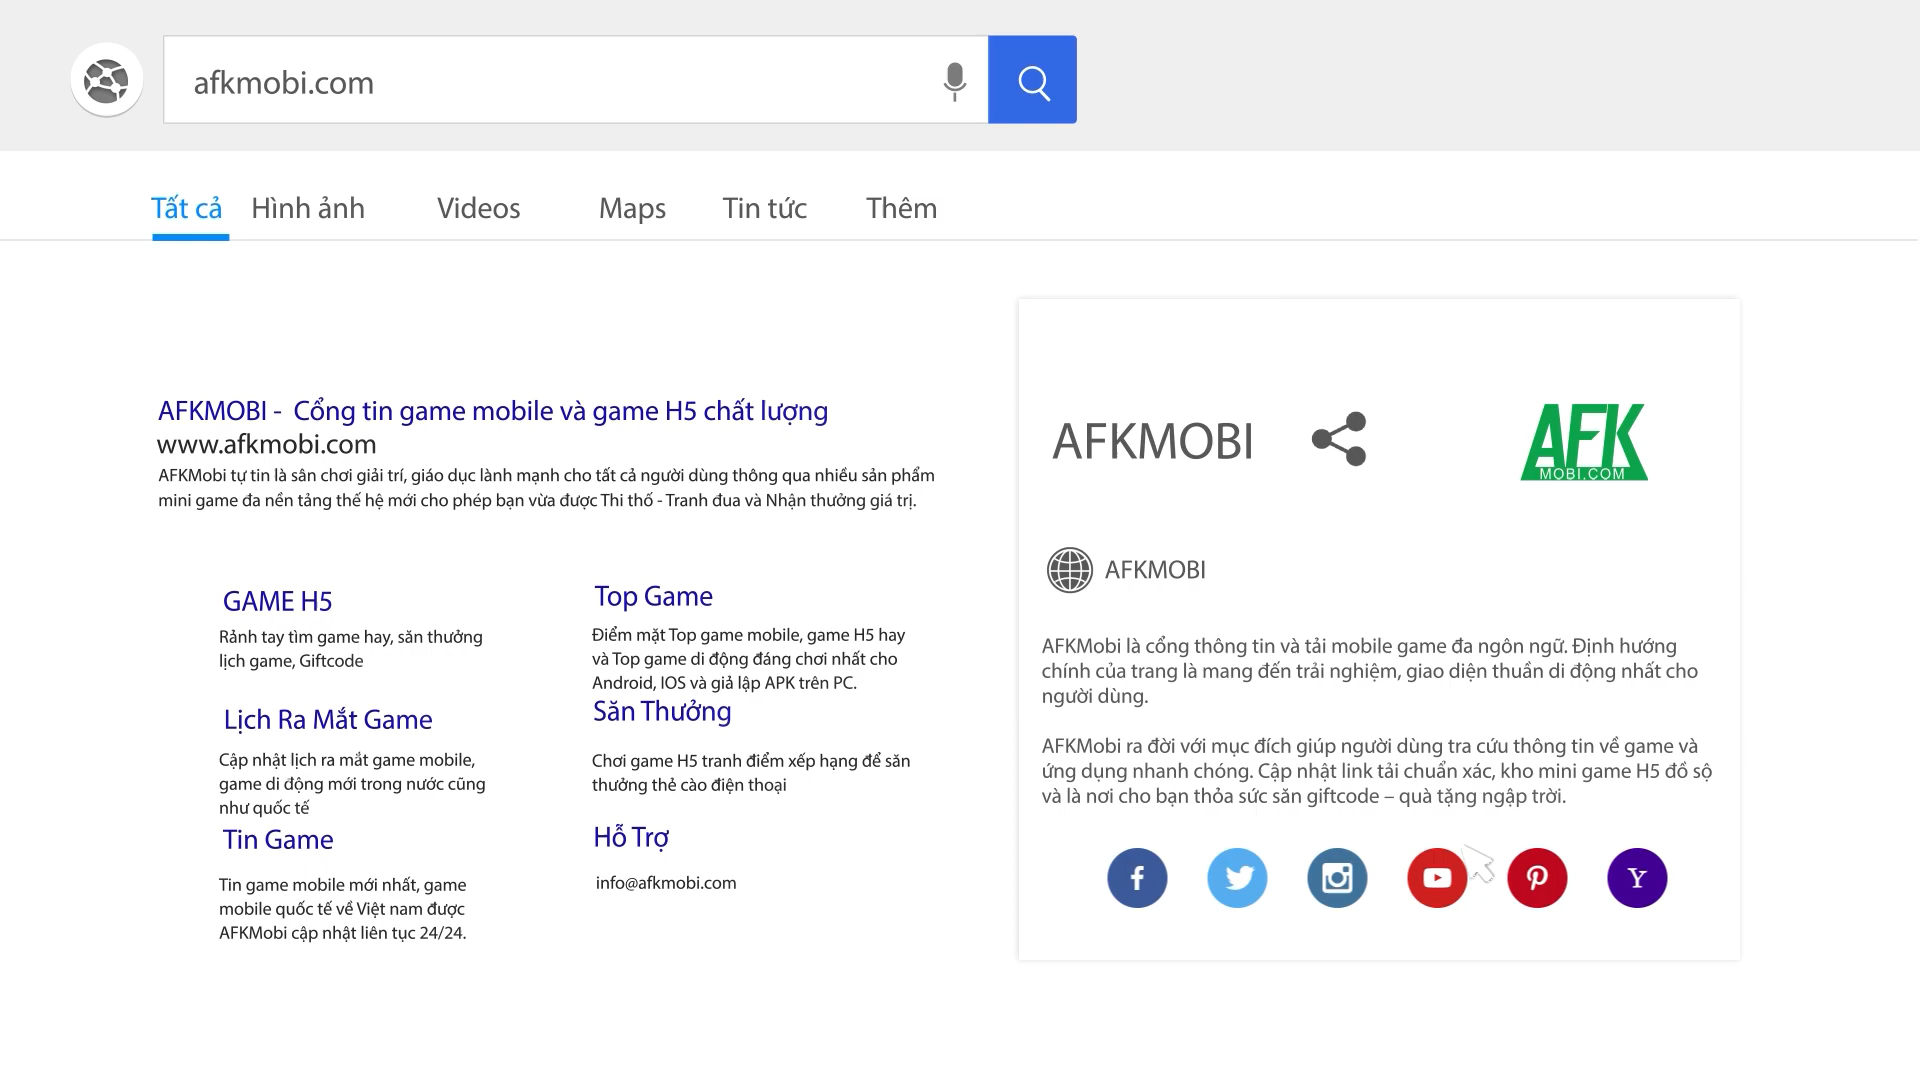 afkmobi.com
Tất cả Hình ảnh Videos Maps Tin tức Thêm
AFKMOBI - Cổng tin game mobile và game H5 chất lượng
www.afkmobi.com
AFKMobi tự tin là sân chơi giải trí, giáo dục lành mạnh cho tất cả người dùng thông qua nhiều sản phẩm
mini game đa nền tảng thế hệ mới cho phép bạn vừa được Thi thố - Tranh đua và Nhận thưởng giá trị.
GAME H5
Rảnh tay tìm game hay, săn thưởng
lịch game, Giftcode
Lịch Ra Mắt Game
Cập nhật lịch ra mắt game mobile,
game di động mới trong nước cũng
như quốc tế
Tin Game
Tin game mobile mới nhất, game
mobile quốc tế về Việt nam được
AFKMobi cập nhật liên tục 24/24.
Top Game
Điểm mặt Top game mobile, game H5 hay
và Top game di động đáng chơi nhất cho
Android, IOS và giả lập APK trên PC.
Săn Thưởng
Chơi game H5 tranh điểm xếp hạng để săn
thưởng thẻ cào điện thoại
Hỗ Trợ
info@afkmobi.com
AFKMOBI
AFK
MOBI.COM
AFKMOBI
AFKMobi là cổng thông tin và tải mobile game đa ngôn ngữ. Định hướng
chính của trang là mang đến trải nghiệm, giao diện thuần di động nhất cho
người dùng.
AFKMobi ra đời với mục đích giúp người dùng tra cứu thông tin về game và
ứng dụng nhanh chóng. Cập nhật link tải chuẩn xác, kho mini game H5 đồ sộ
và là nơi cho bạn thỏa sức săn giftcode – quà tặng ngập trời.